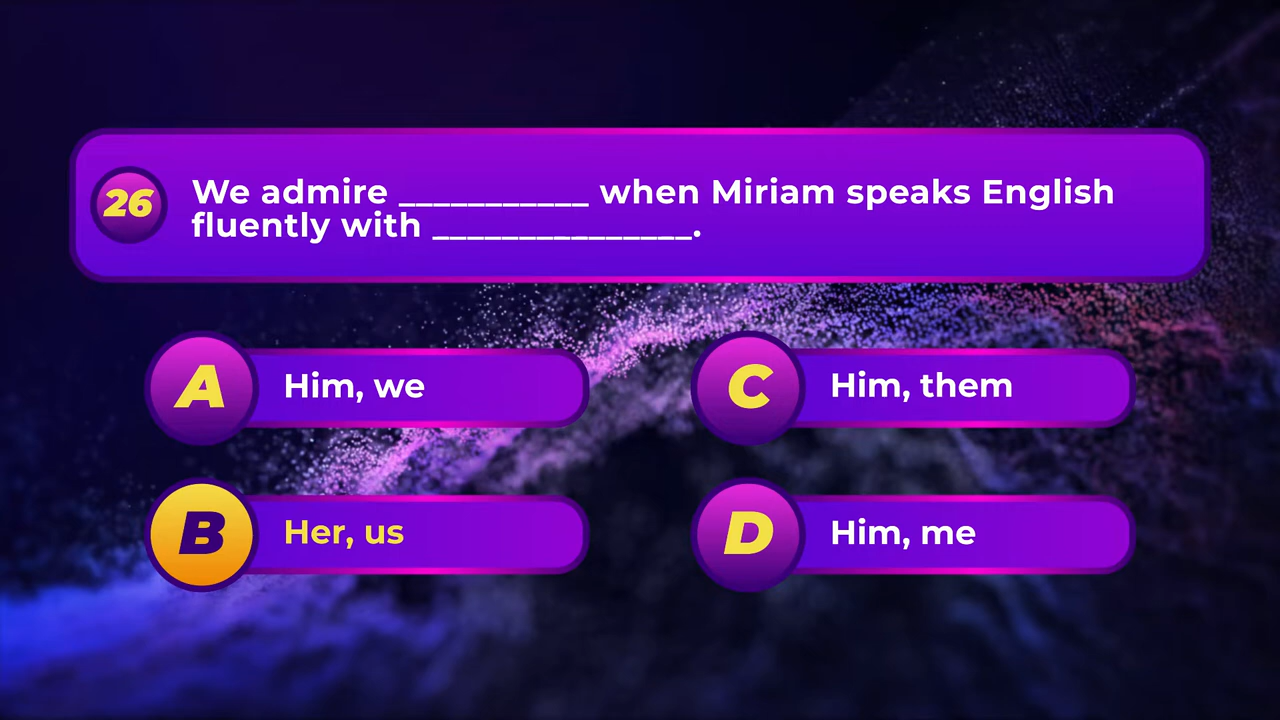 26
We admire ___________ when Miriam speaks English
fluently with _______________.
A
Him, we
B
Her, us
C
Him, them
D
Him, me